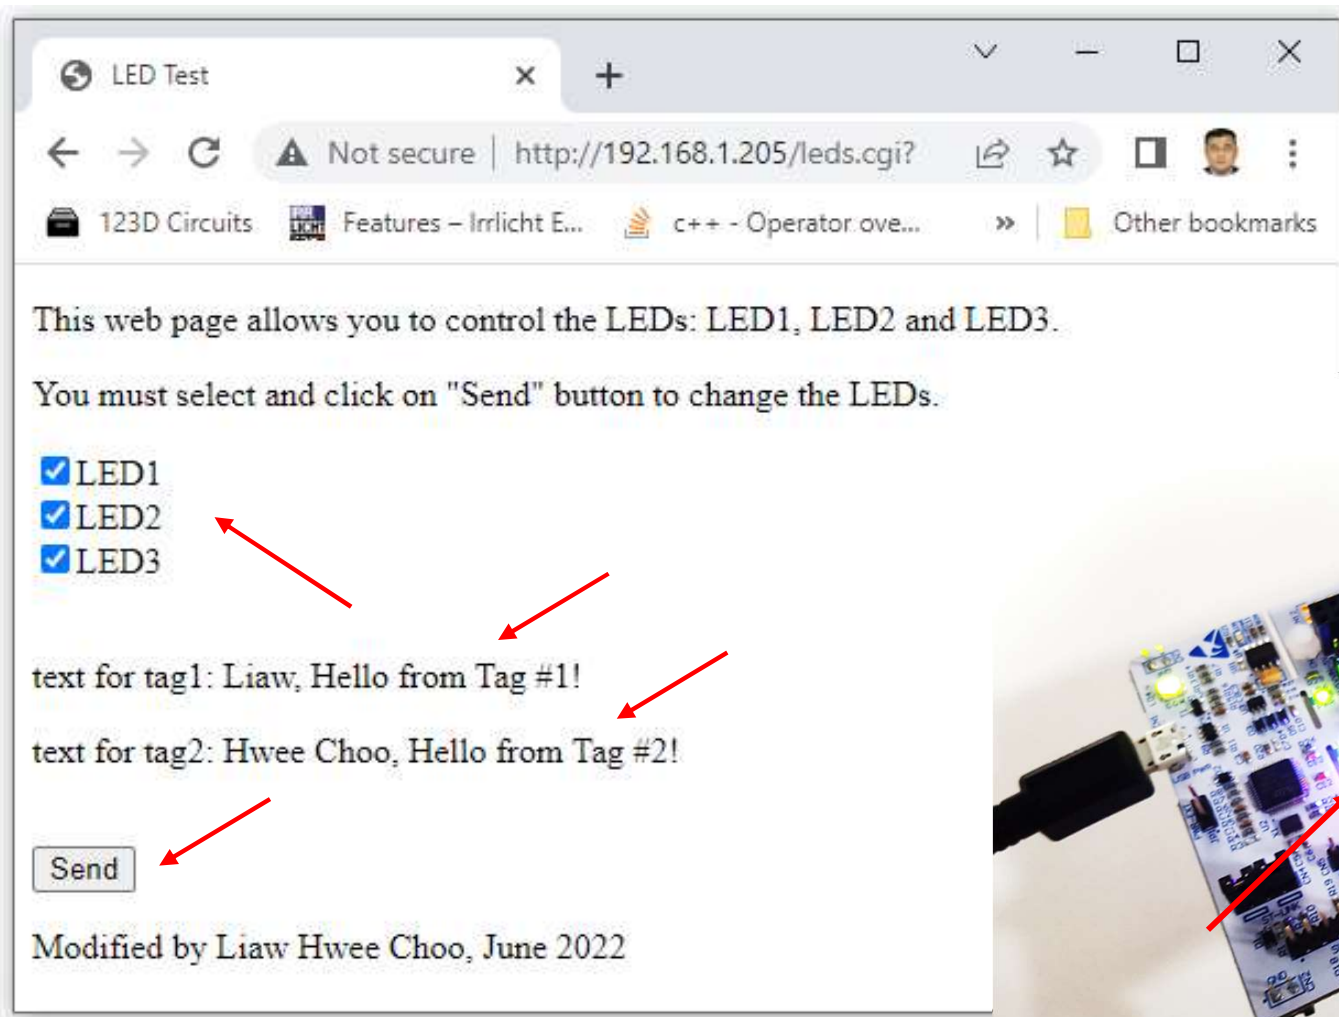 LED Test
Not secure | http://192.168.1.205/leds.cgi?
123D Circuits Features – Irrlicht E... c++ - Operator ove... » Other bookmarks
This web page allows you to control the LEDs: LED1, LED2 and LED3.
You must select and click on "Send" button to change the LEDs.
LED1
LED2
LED3
text for tag1: Liaw, Hello from Tag #1!
text for tag2: Hwee Choo, Hello from Tag #2!
Send
Modified by Liaw Hwee Choo, June 2022
USB
ST-LINK